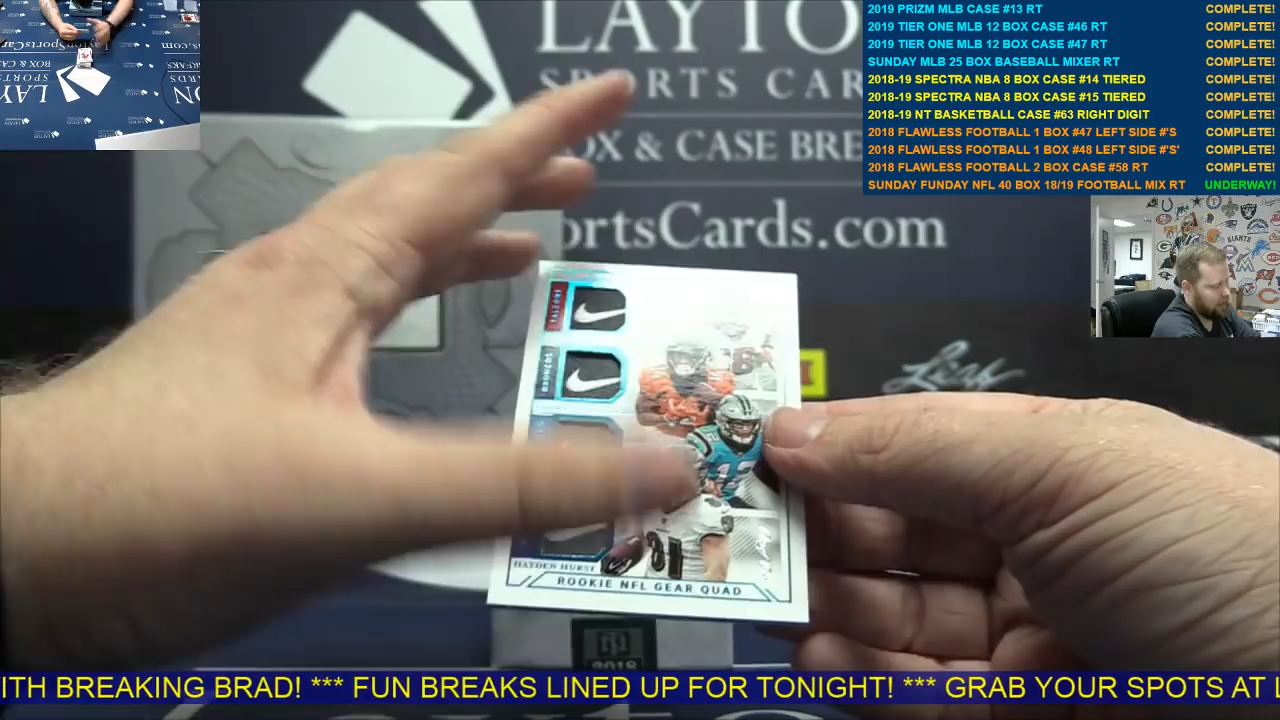 2019 PRIZM MLB CASE #13 RT COMPLETE!
2019 TIER ONE MLB 12 BOX CASE #46 RT COMPLETE!
2019 TIER ONE MLB 12 BOX CASE #47 RT COMPLETE!
SUNDAY MLB 25 BOX BASEBALL MIXER RT COMPLETE!
2018-19 SPECTRA NBA 8 BOX CASE #14 TIERED COMPLETE!
2018-19 SPECTRA NBA 8 BOX CASE #15 TIERED COMPLETE!
2018-19 NT BASKETBALL CASE #63 RIGHT DIGIT COMPLETE!
2018 FLAWLESS FOOTBALL 1 BOX #47 LEFT SIDE #'S COMPLETE!
2018 FLAWLESS FOOTBALL 1 BOX #48 LEFT SIDE #'S' COMPLETE!
2018 FLAWLESS FOOTBALL 2 BOX CASE #58 RT COMPLETE!
SUNDAY FUNDAY NFL 40 BOX 18/19 FOOTBALL MIX RT UNDERWAY!
LAYTO
SPORTS CAR
OX & CASE BRE
ortsCards.com
GIANTS
Leaf
FALCONS
BRONCOS
12
81
HAYDEN HURST
ROOKIE NFL GEAR QUAD
2018
ITH BREAKING BRAD! *** FUN BREAKS LINED UP FOR TONIGHT! *** GRAB YOUR SPOTS AT L